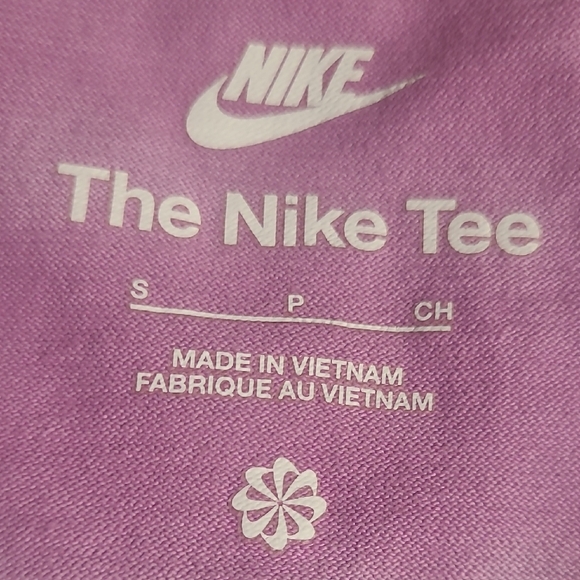 NIKE
The Nike Tee
S P CH
MADE IN VIETNAM
FABRIQUE AU VIETNAM